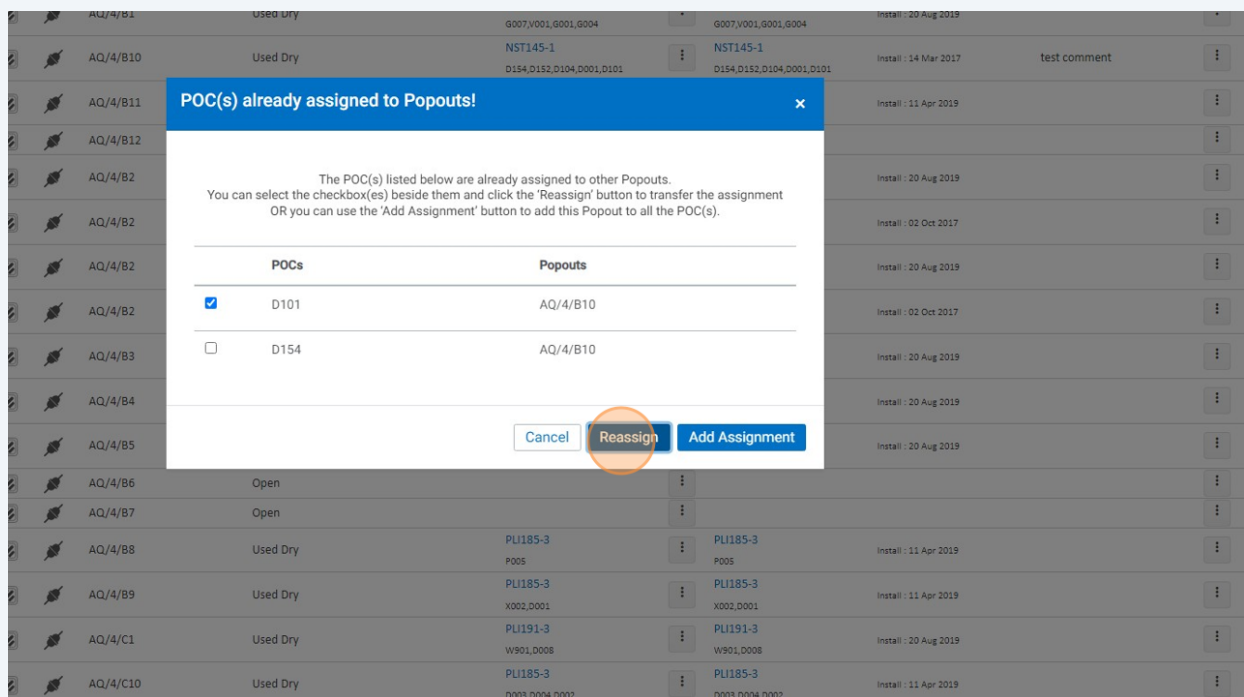 AQ/4/B1 Used Dry G007,V001,G001,G004 G007,V001,G001,G004 Install : 20 Aug 2019
AQ/4/B10 Used Dry NST145-1 NST145-1 Install : 14 Mar 2017 test comment
D154,D152,D104,D001,D101 D154,D152,D104,D001,D101
AQ/4/B11 Install : 11 Apr 2019
AQ/4/B12
AQ/4/B2 Install : 20 Aug 2019
AQ/4/B2 Install : 02 Oct 2017
AQ/4/B2 Install : 20 Aug 2019
AQ/4/B2 Install : 02 Oct 2017
AQ/4/B3 Install : 20 Aug 2019
AQ/4/B4 Install : 20 Aug 2019
AQ/4/B5 Install : 20 Aug 2019
POC(s) already assigned to Popouts! ×
The POC(s) listed below are already assigned to other Popouts.
You can select the checkbox(es) beside them and click the 'Reassign' button to transfer the assignment
OR you can use the 'Add Assignment' button to add this Popout to all the POC(s).
POCs Popouts
D101 AQ/4/B10
D154 AQ/4/B10
Cancel Reassign Add Assignment
AQ/4/B6 Open
AQ/4/B7 Open
AQ/4/B8 Used Dry PLI185-3 PLI185-3 Install : 11 Apr 2019
P005 P005
AQ/4/B9 Used Dry PLI185-3 PLI185-3 Install : 11 Apr 2019
X002,D001 X002,D001
AQ/4/C1 Used Dry PLI191-3 PLI191-3 Install : 20 Aug 2019
W901,D008 W901,D008
AQ/4/C10 Used Dry PLI185-3 PLI185-3 Install : 11 Apr 2019
D003,D004,D002 D003,D004,D002